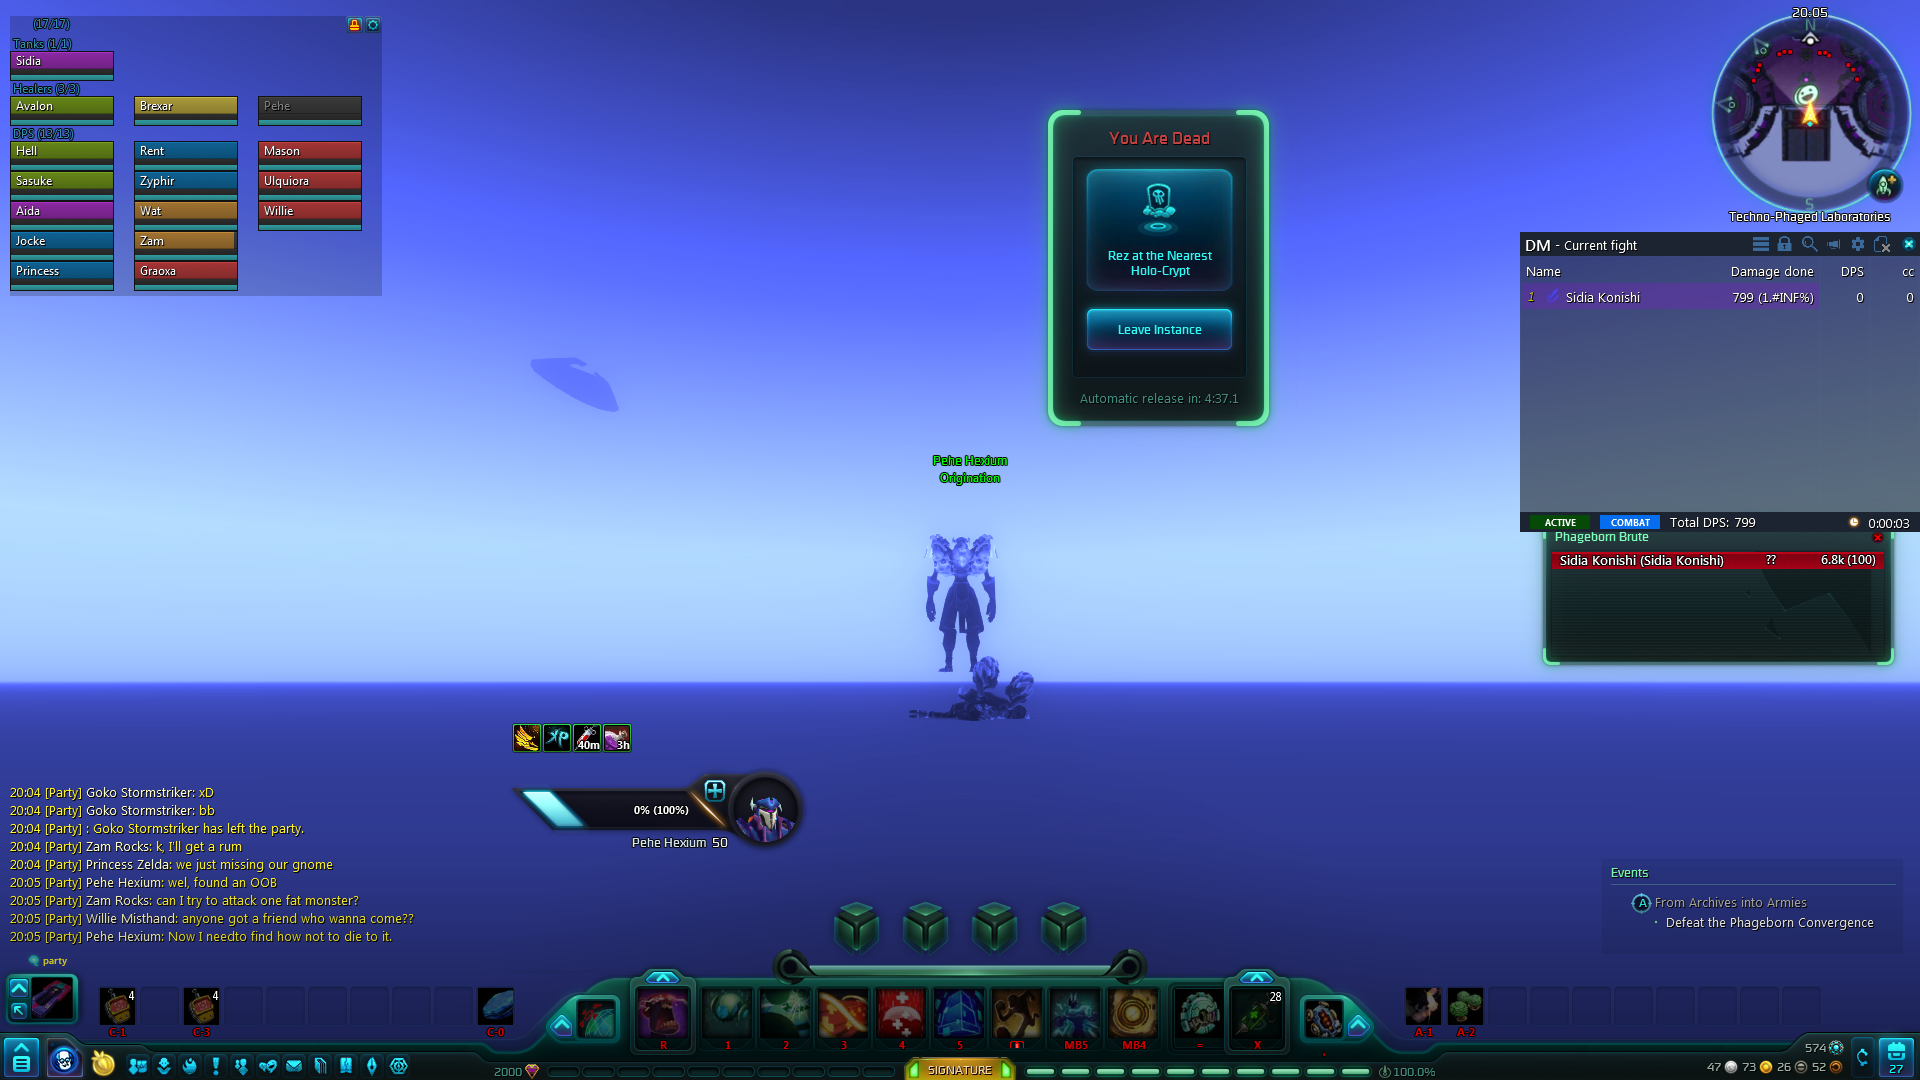 (17/17)
Tanks (1/1)
Sidia
Healers (3/3)
Avalon
Brexar
Pehe
DPS (13/13)
Hell
Rent
Mason
Sasuke
Zyphir
Ulquiora
Aida
Wat
Willie
Jocke
Zam
Princess
Graoxa
You Are Dead
Rez at the Nearest
Holo-Crypt
Leave Instance
Automatic release in: 4:37.1
20:05
N
S
Techno-Phaged Laboratories
DM - Current fight
Name Damage done DPS cc
1 Sidia Konishi 799 (1.#INF%) 0 0
ACTIVE COMBAT Total DPS: 799 0:00:03
Phageborn Brute
Sidia Konishi (Sidia Konishi) ?? 6.8k (100)
Pehe Hexium
Origination
XP 40m 3h
0% (100%)
Pehe Hexium 50
20:04 [Party] Goko Stormstriker: xD
20:04 [Party] Goko Stormstriker: bb
20:04 [Party] : Goko Stormstriker has left the party.
20:04 [Party] Zam Rocks: k, I'll get a rum
20:04 [Party] Princess Zelda: we just missing our gnome
20:05 [Party] Pehe Hexium: wel, found an OOB
20:05 [Party] Zam Rocks: can I try to attack one fat monster?
20:05 [Party] Willie Misthand: anyone got a friend who wanna come??
20:05 [Party] Pehe Hexium: Now I needto find how not to die to it.
party
Events
A From Archives into Armies
· Defeat the Phageborn Convergence
4
C-1
4
C-3
C-0
R
1
2
3
4
5
MB5
MB4
=
28
X
A-1
A-2
2000
SIGNATURE
100.0%
574
47 73 26 52
27